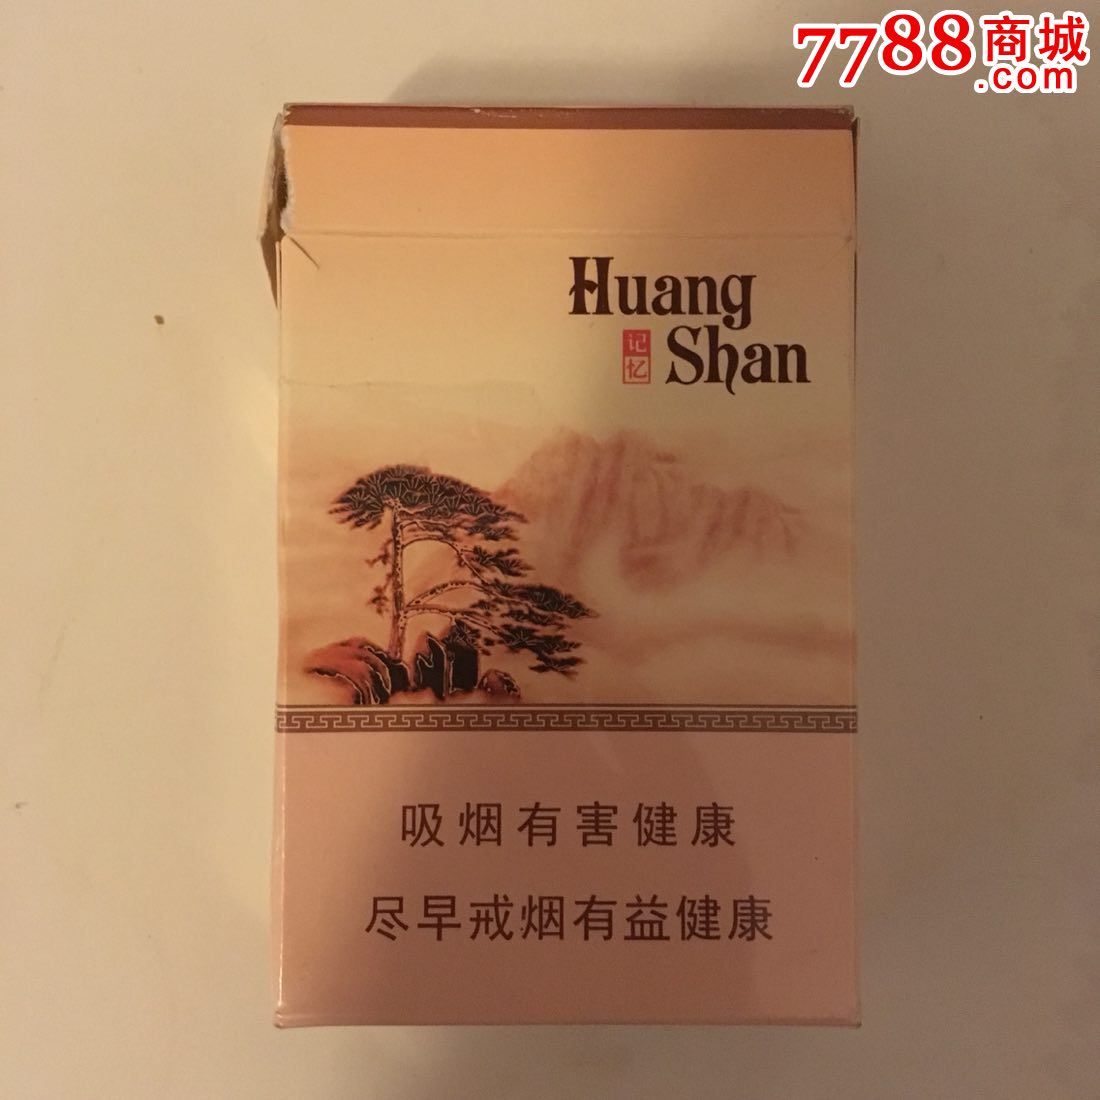 7788商城
.com
Huang
记忆
Shan
吸烟有害健康
尽早戒烟有益健康